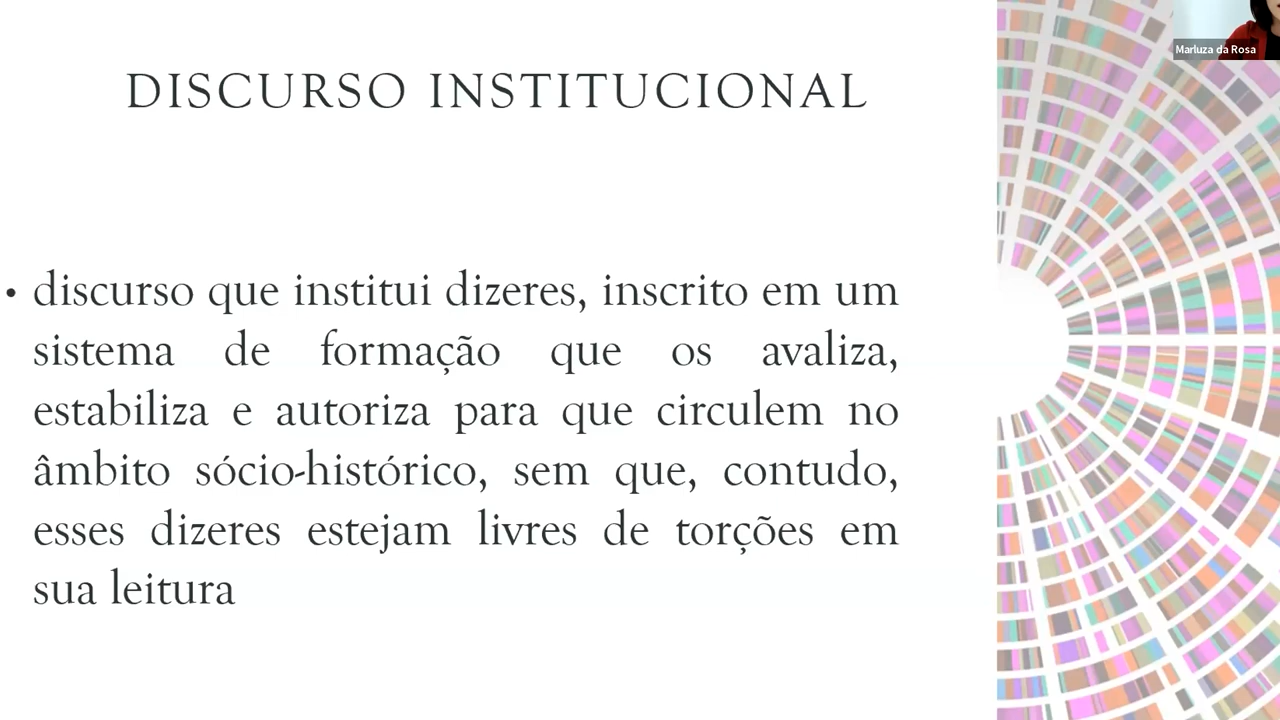 Marluza da Rosa
DISCURSO INSTITUCIONAL
• discurso que institui dizeres, inscrito em um
sistema de formação que os avaliza,
estabiliza e autoriza para que circulem no
âmbito sócio-histórico, sem que, contudo,
esses dizeres estejam livres de torções em
sua leitura